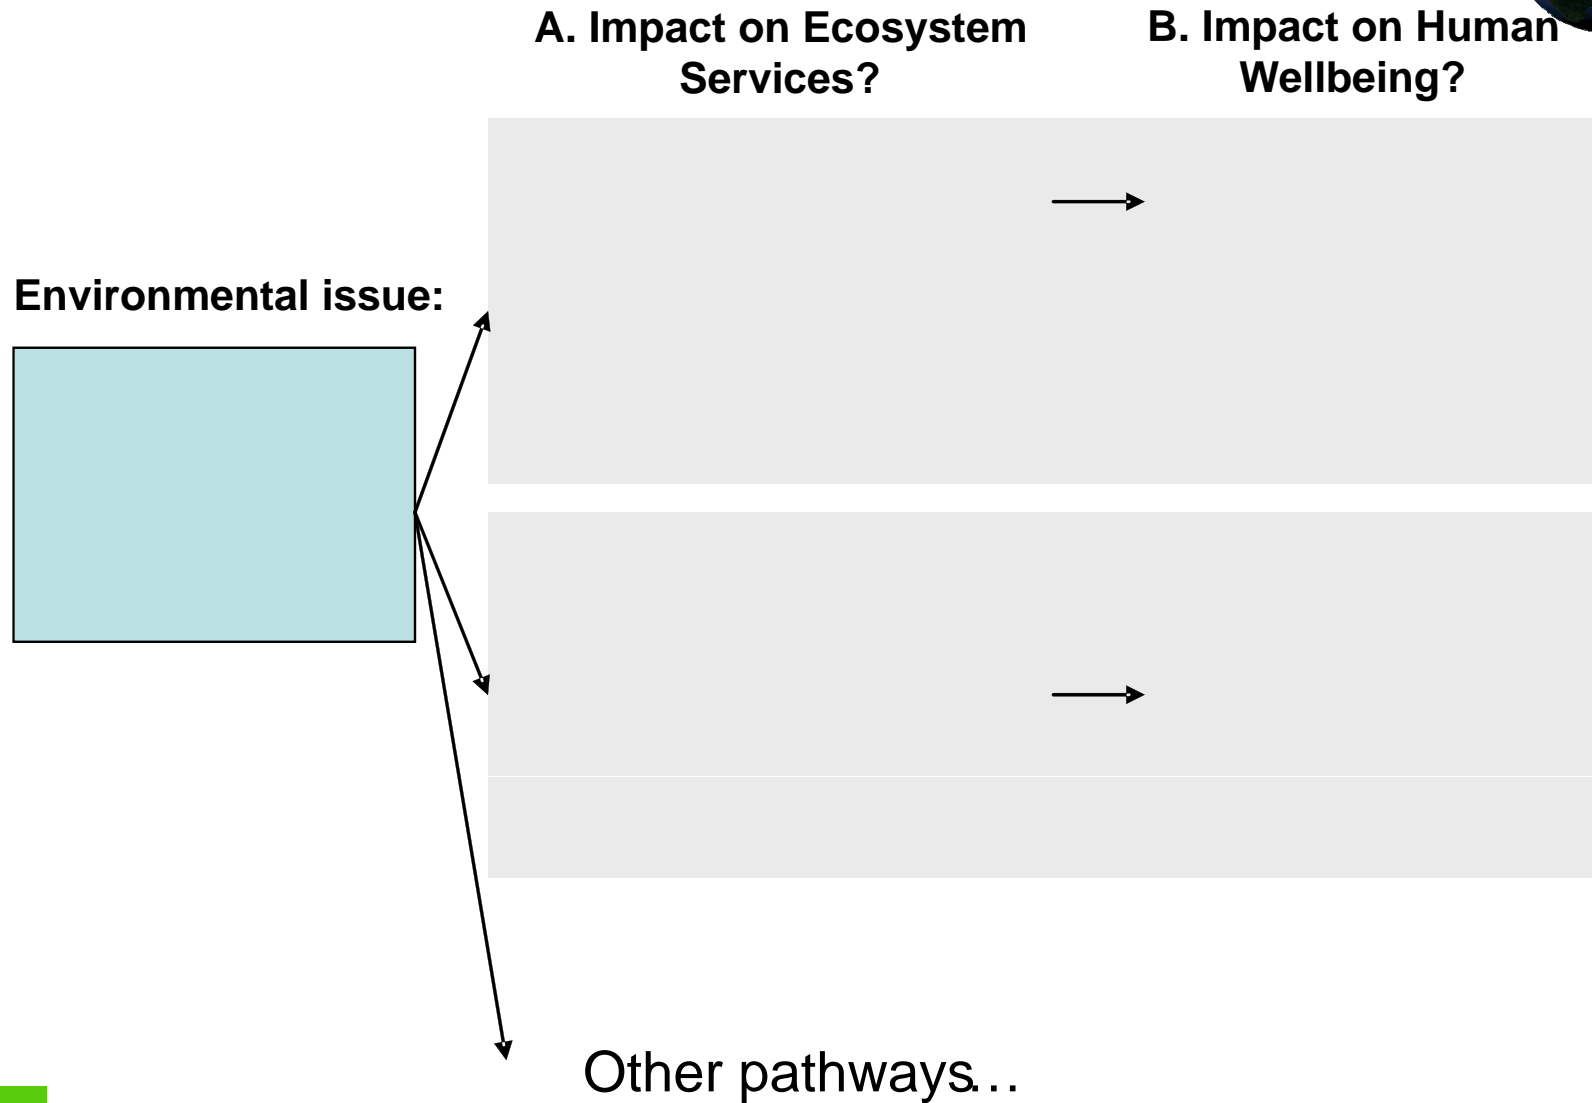 A. Impact on Ecosystem
Services?
B. Impact on Human
Wellbeing?
Environmental issue:
Other pathways…